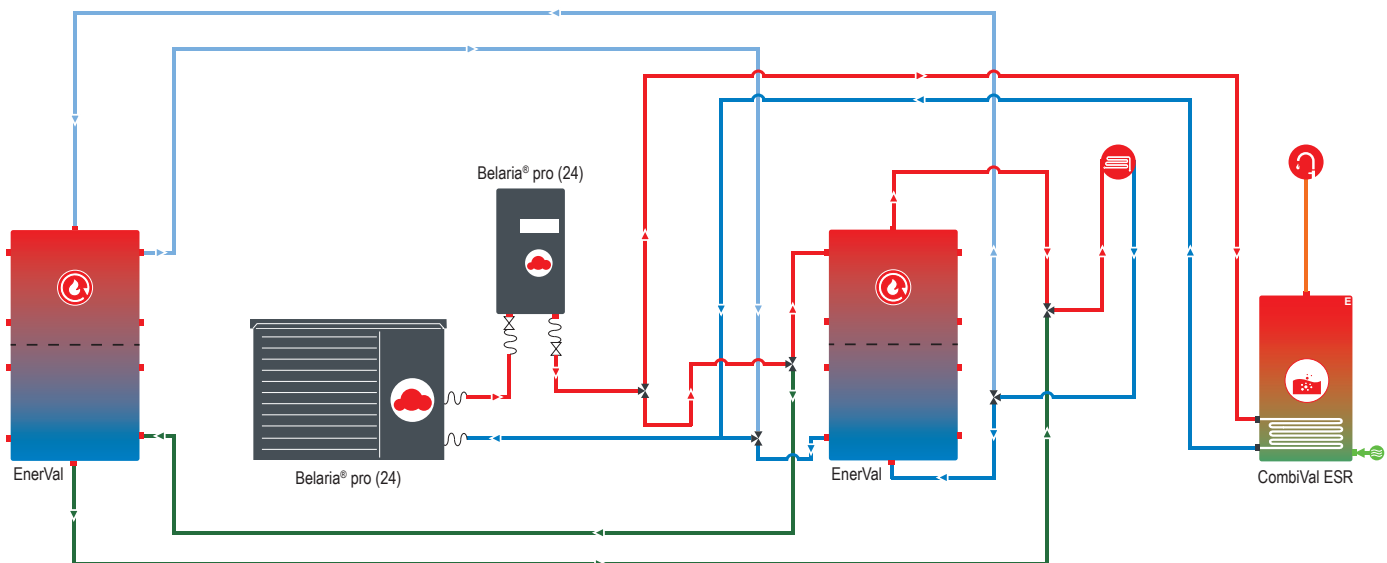 Belaria® pro (24)
E
EnerVal
Belaria® pro (24)
EnerVal
CombiVal ESR